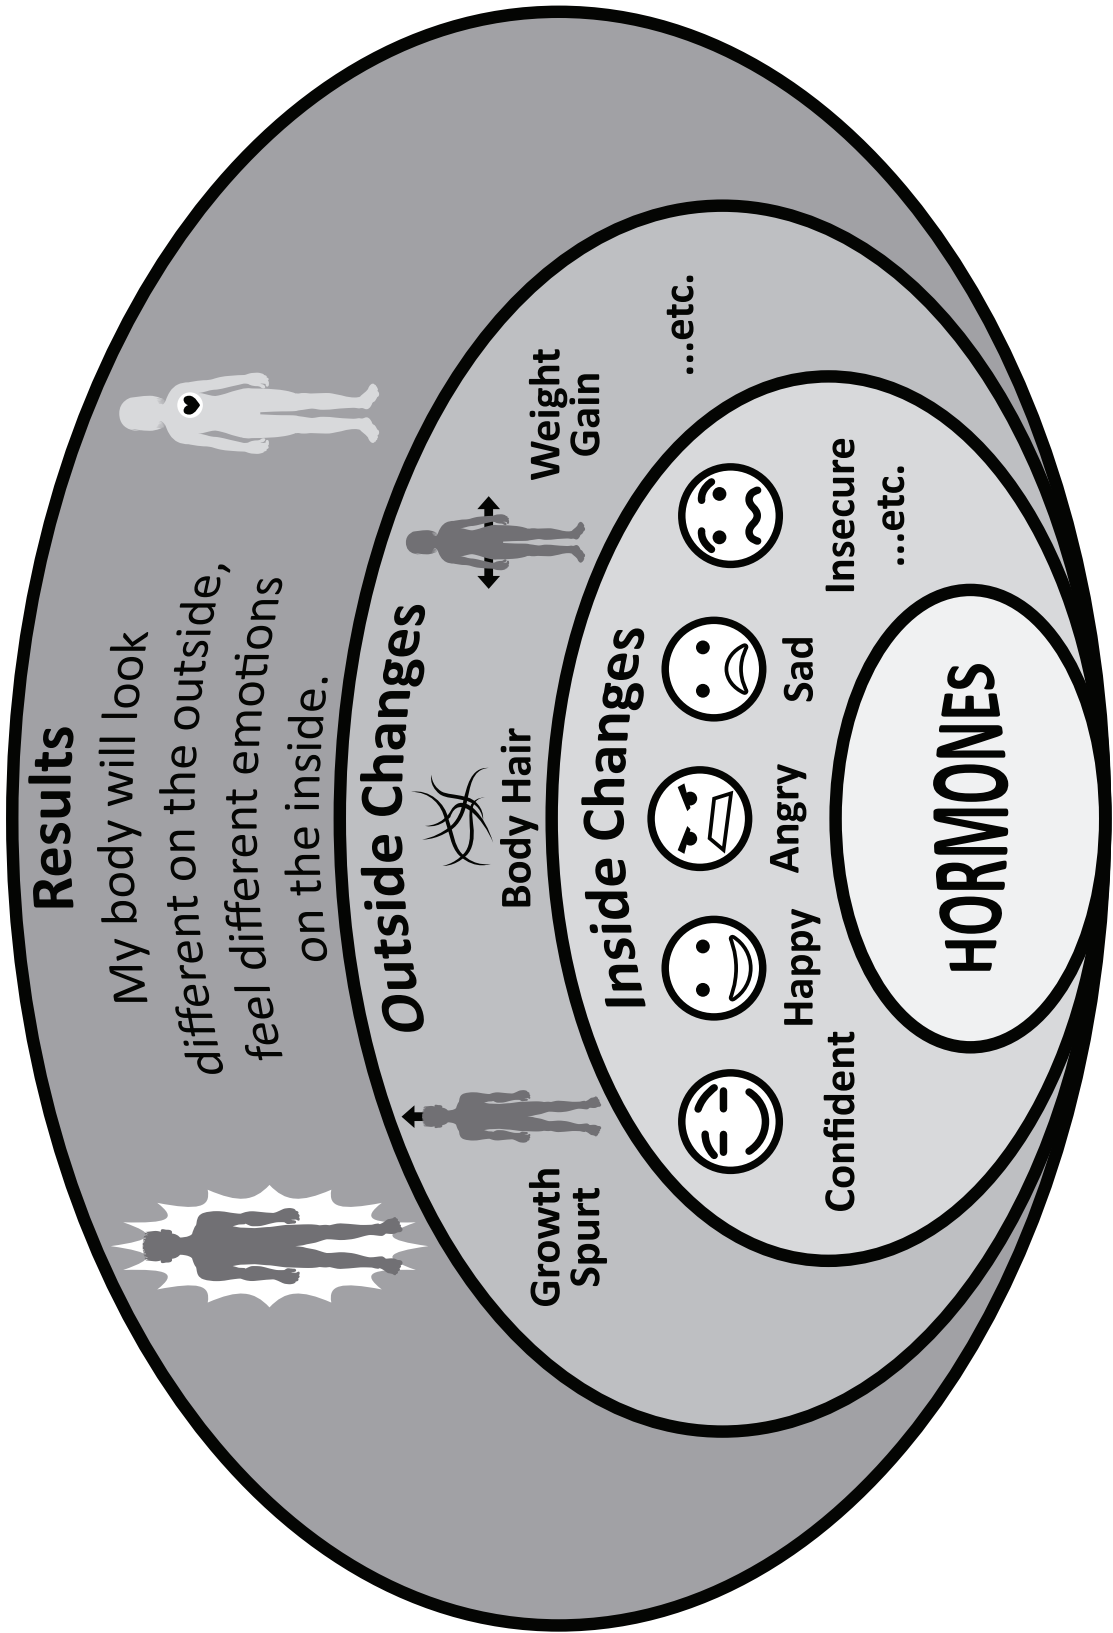 Results
My body will look
different on the outside,
feel different emotions
on the inside.
Outside Changes
Growth
Spurt
Body Hair
Weight
Gain
...etc.
Inside Changes
Confident
Happy
Angry
Sad
Insecure
...etc.
HORMONES